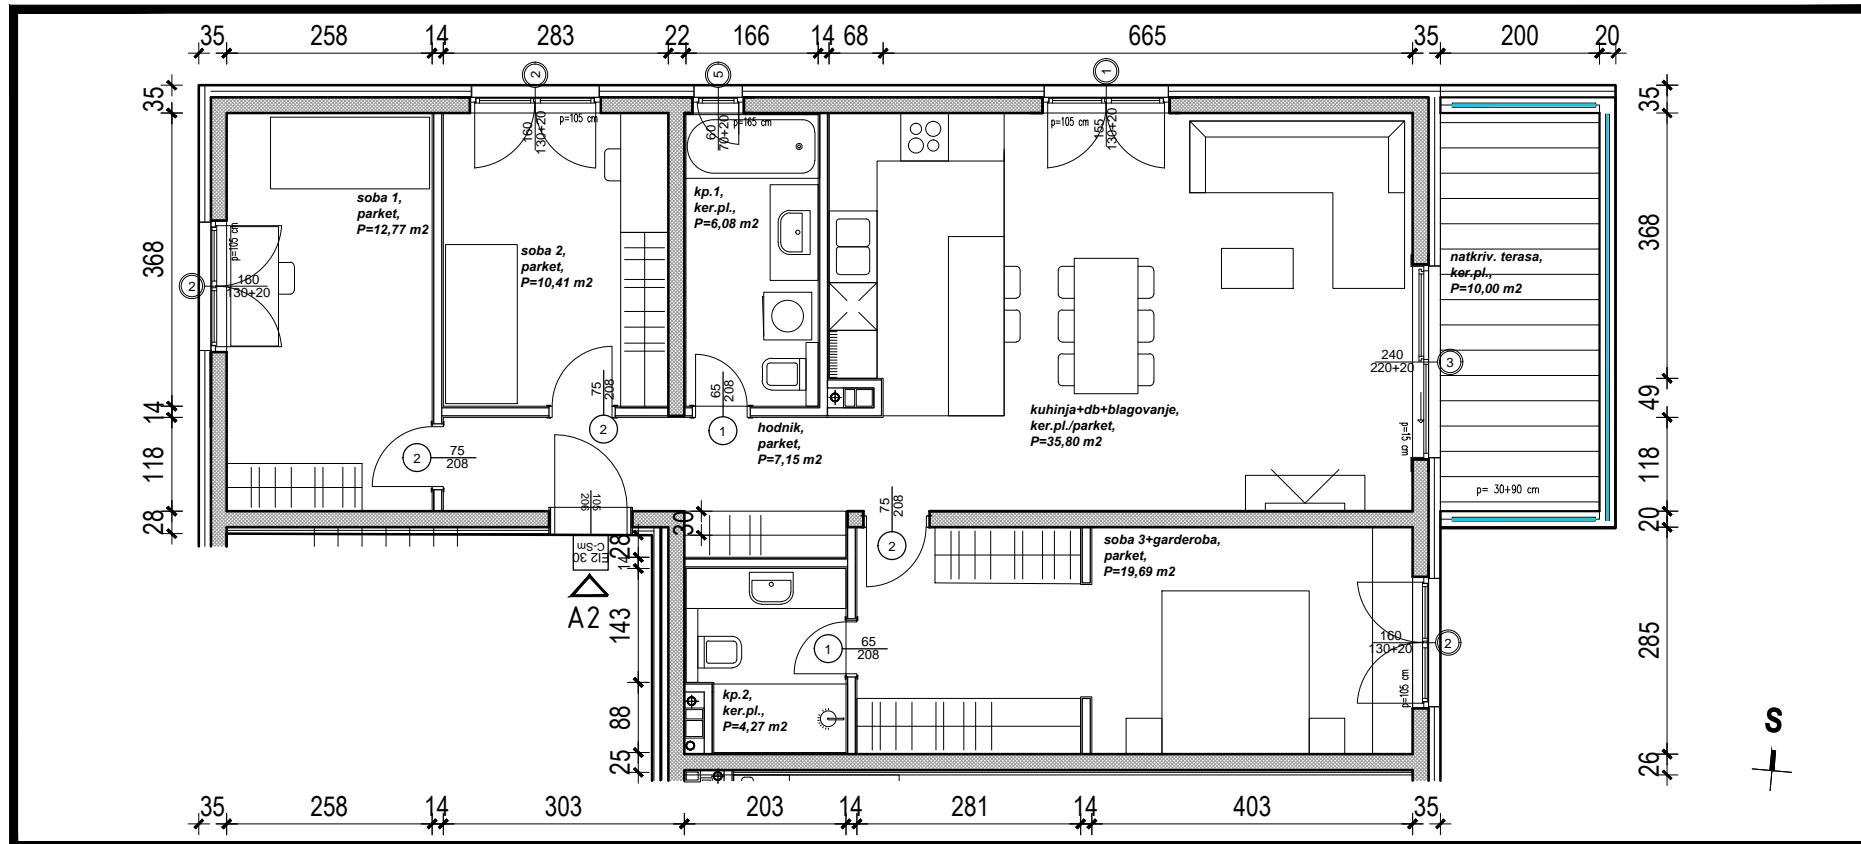 35 258 14 283 22 166 14 68 665 35 200 20
2
5
1
35
368
14
118
28
160
130+20
p=105 cm
60
70+20
p=165 cm
p=105 cm
155
130+20
soba 1,
parket,
P=12,77 m2
soba 2,
parket,
P=10,41 m2
kp.1,
ker.pl.,
P=6,08 m2
p=105 cm
2
160
130+20
natkriv. terasa,
ker.pl.,
P=10,00 m2
240
220+20
3
75
208
2
65
208
1
hodnik,
parket,
P=7,15 m2
kuhinja+db+blagovanje,
ker.pl./parket,
P=35,80 m2
p=15 cm
2
75
208
p= 30+90 cm
105
206
30
75
208
2
EI2 30
C-Sm
A2
28
14
143
88
25
soba 3+garderoba,
parket,
P=19,69 m2
1
65
208
160
130+20
2
p=105 cm
kp.2,
ker.pl.,
P=4,27 m2
35
368
49
118
20
285
26
S
35 258 14 303 203 14 281 14 403 35